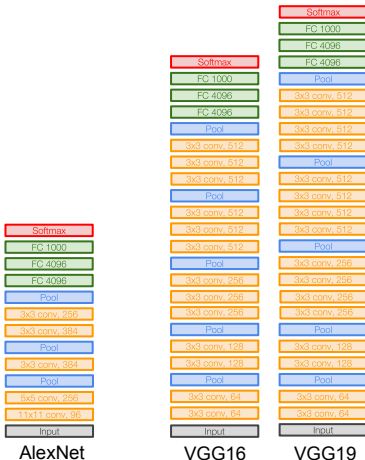 Softmax
FC 1000
FC 4096
FC 4096
Pool
3x3 conv, 256
3x3 conv, 384
Pool
3x3 conv, 384
Pool
5x5 conv, 256
11x11 conv, 96
Input
AlexNet
Softmax
FC 1000
FC 4096
FC 4096
Pool
3x3 conv, 512
3x3 conv, 512
3x3 conv, 512
Pool
3x3 conv, 512
3x3 conv, 512
3x3 conv, 512
Pool
3x3 conv, 256
3x3 conv, 256
3x3 conv, 256
Pool
3x3 conv, 128
3x3 conv, 128
Pool
3x3 conv, 64
3x3 conv, 64
Input
VGG16
Softmax
FC 1000
FC 4096
FC 4096
Pool
3x3 conv, 512
3x3 conv, 512
3x3 conv, 512
3x3 conv, 512
Pool
3x3 conv, 512
3x3 conv, 512
3x3 conv, 512
3x3 conv, 512
Pool
3x3 conv, 256
3x3 conv, 256
3x3 conv, 256
3x3 conv, 256
Pool
3x3 conv, 128
3x3 conv, 128
Pool
3x3 conv, 64
3x3 conv, 64
Input
VGG19